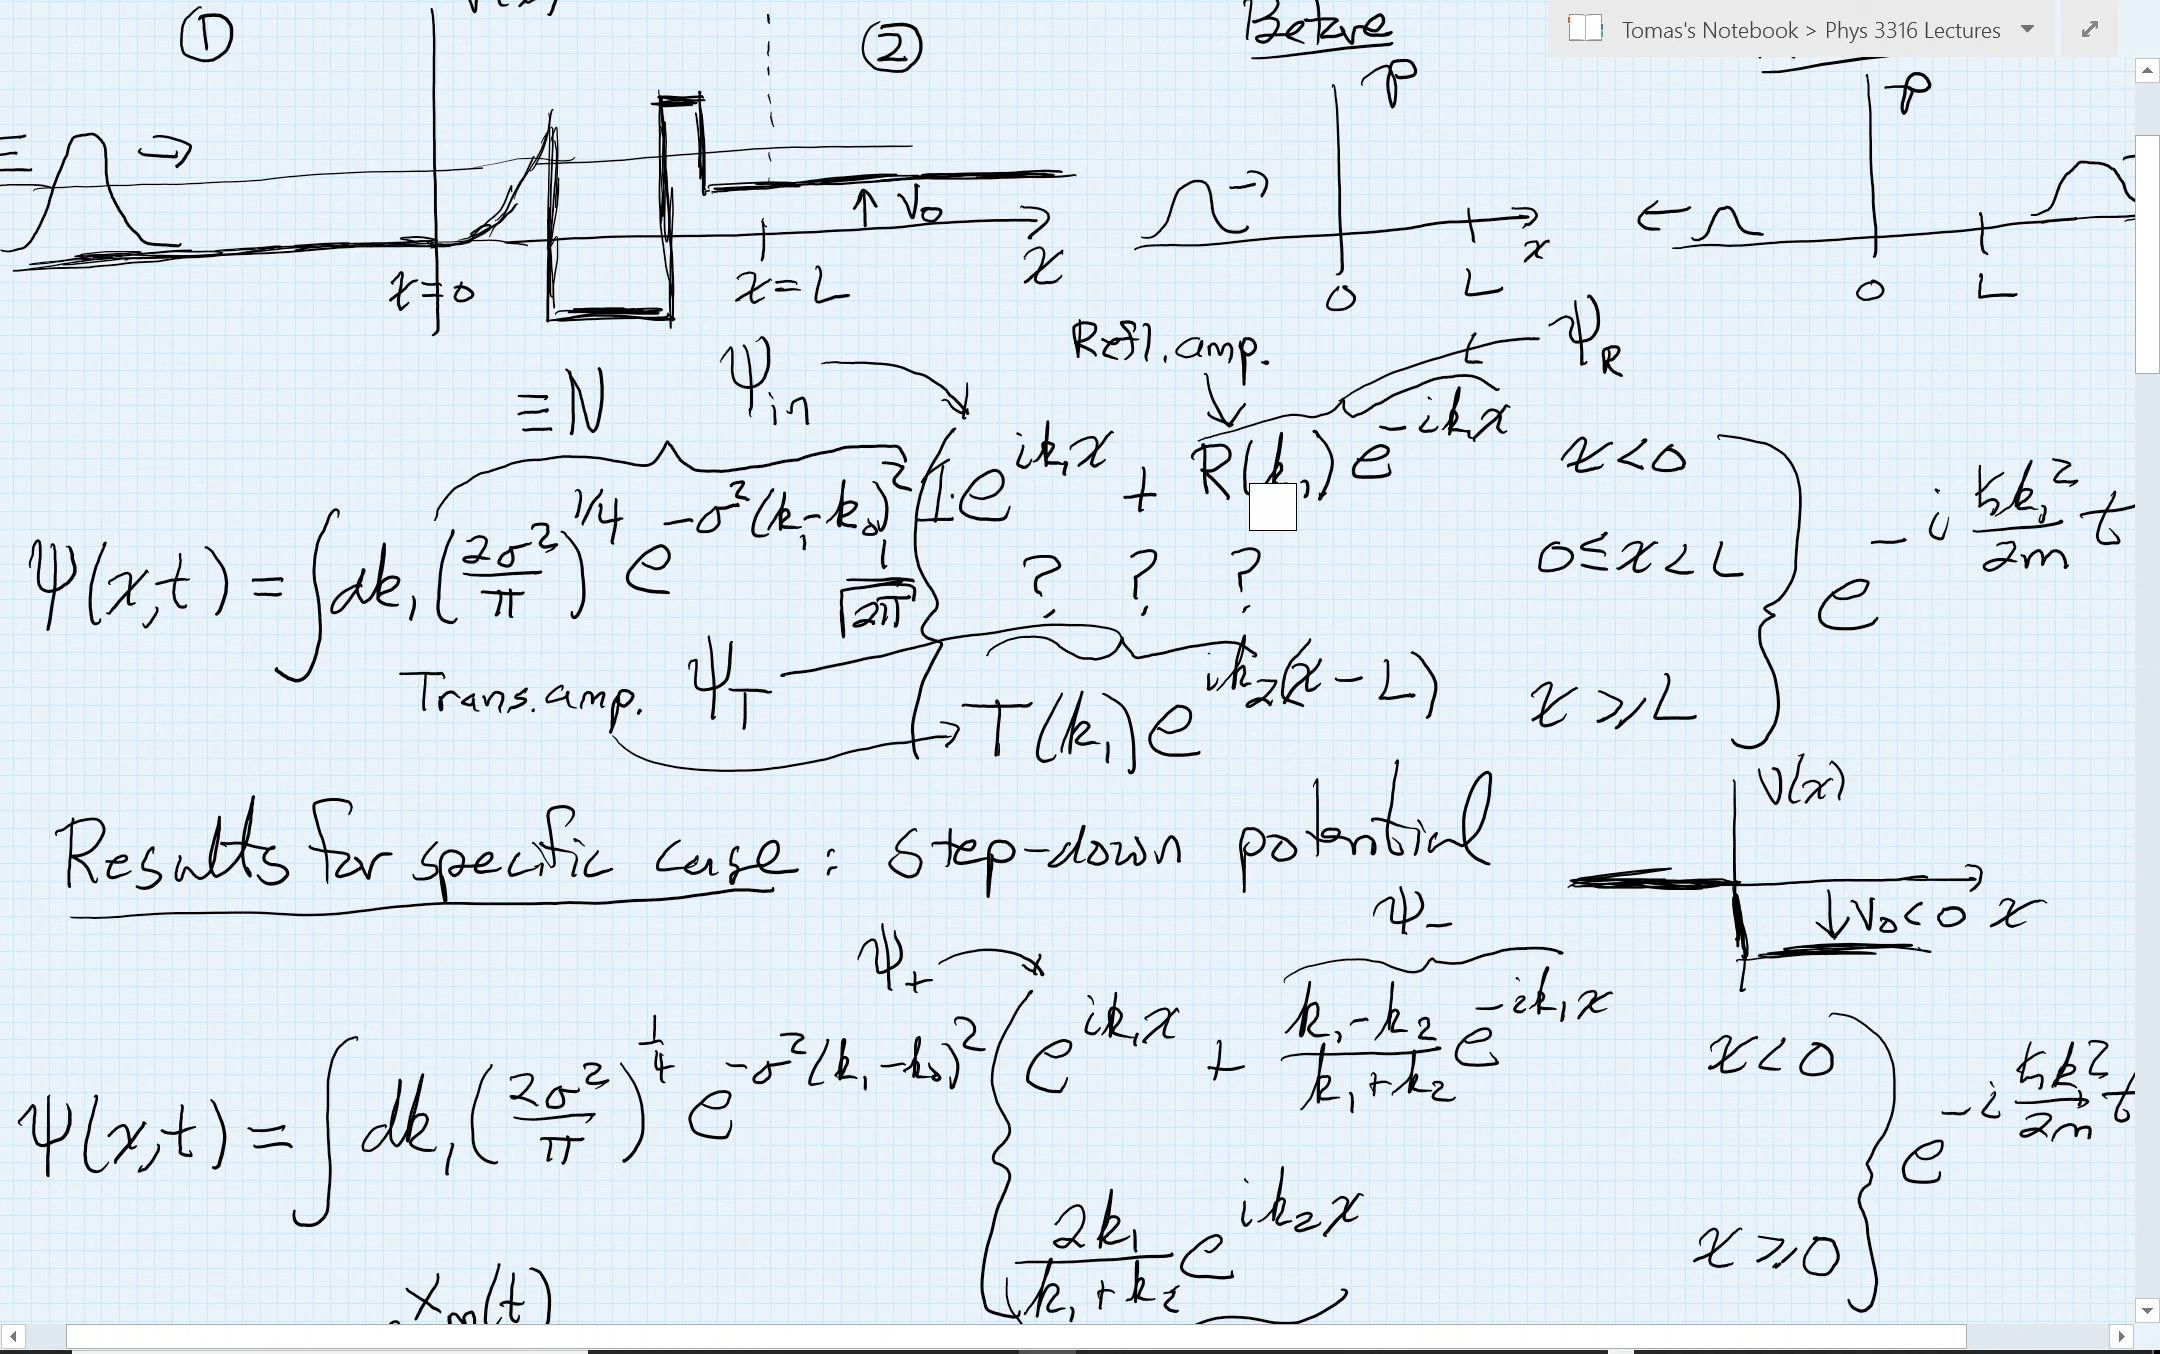 ① V(x) ② Before
Tomas's Notebook > Phys 3316 Lectures
p p
↑ V₀
x=0 x=L x 0 L x 0 L
Refl. amp. ψ_R
≡N ψ_in
Ψ(x,t) = ∫dk₁ (2σ²/π)^{1/4} e^{-σ²(k₁-k₀)²} 1/√(2π) { 1·e^{ik₁x} + R(k₁) e^{-ik₁x} x<0
? ? ? 0≤x<L
T(k₁) e^{ik₂(x-L)} x≥L } e^{-i ħk₁²/2m t}
Trans. amp. ψ_T
Results for specific case: step-down potential
V(x)
↓V₀<0 x
ψ₊ ψ₋
Ψ(x,t) = ∫dk₁ (2σ²/π)^{1/4} e^{-σ²(k₁-k₀)²} { e^{ik₁x} + (k₁-k₂)/(k₁+k₂) e^{-ik₁x} x<0
2k₁/(k₁+k₂) e^{ik₂x} x≥0 } e^{-i ħk₁²/2m t}
x_m(t)